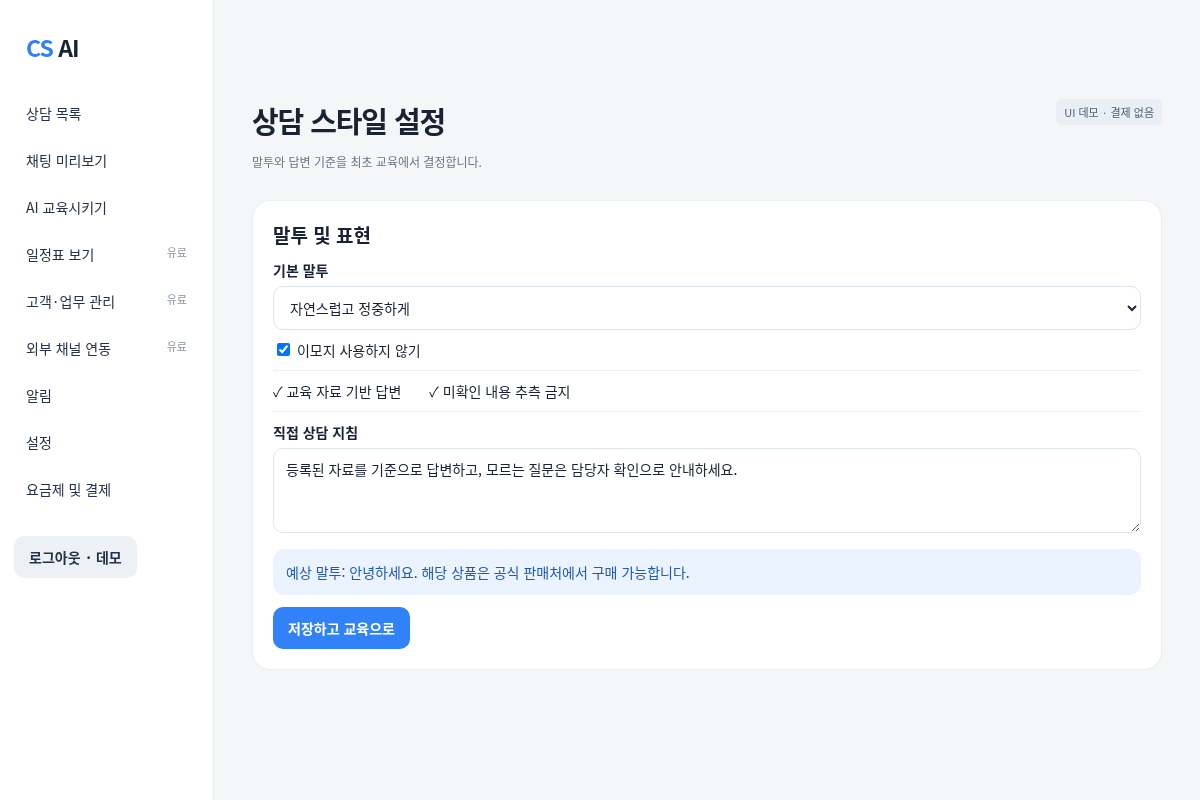 CS AI
상담 목록
채팅 미리보기
AI 교육시키기
일정표 보기 유료
고객·업무 관리 유료
외부 채널 연동 유료
알림
설정
요금제 및 결제
로그아웃 · 데모
상담 스타일 설정
UI 데모 · 결제 없음
말투와 답변 기준을 최초 교육에서 결정합니다.
말투 및 표현
기본 말투
자연스럽고 정중하게
이모지 사용하지 않기
✓ 교육 자료 기반 답변 ✓ 미확인 내용 추측 금지
직접 상담 지침
등록된 자료를 기준으로 답변하고, 모르는 질문은 담당자 확인으로 안내하세요.
예상 말투: 안녕하세요. 해당 상품은 공식 판매처에서 구매 가능합니다.
저장하고 교육으로